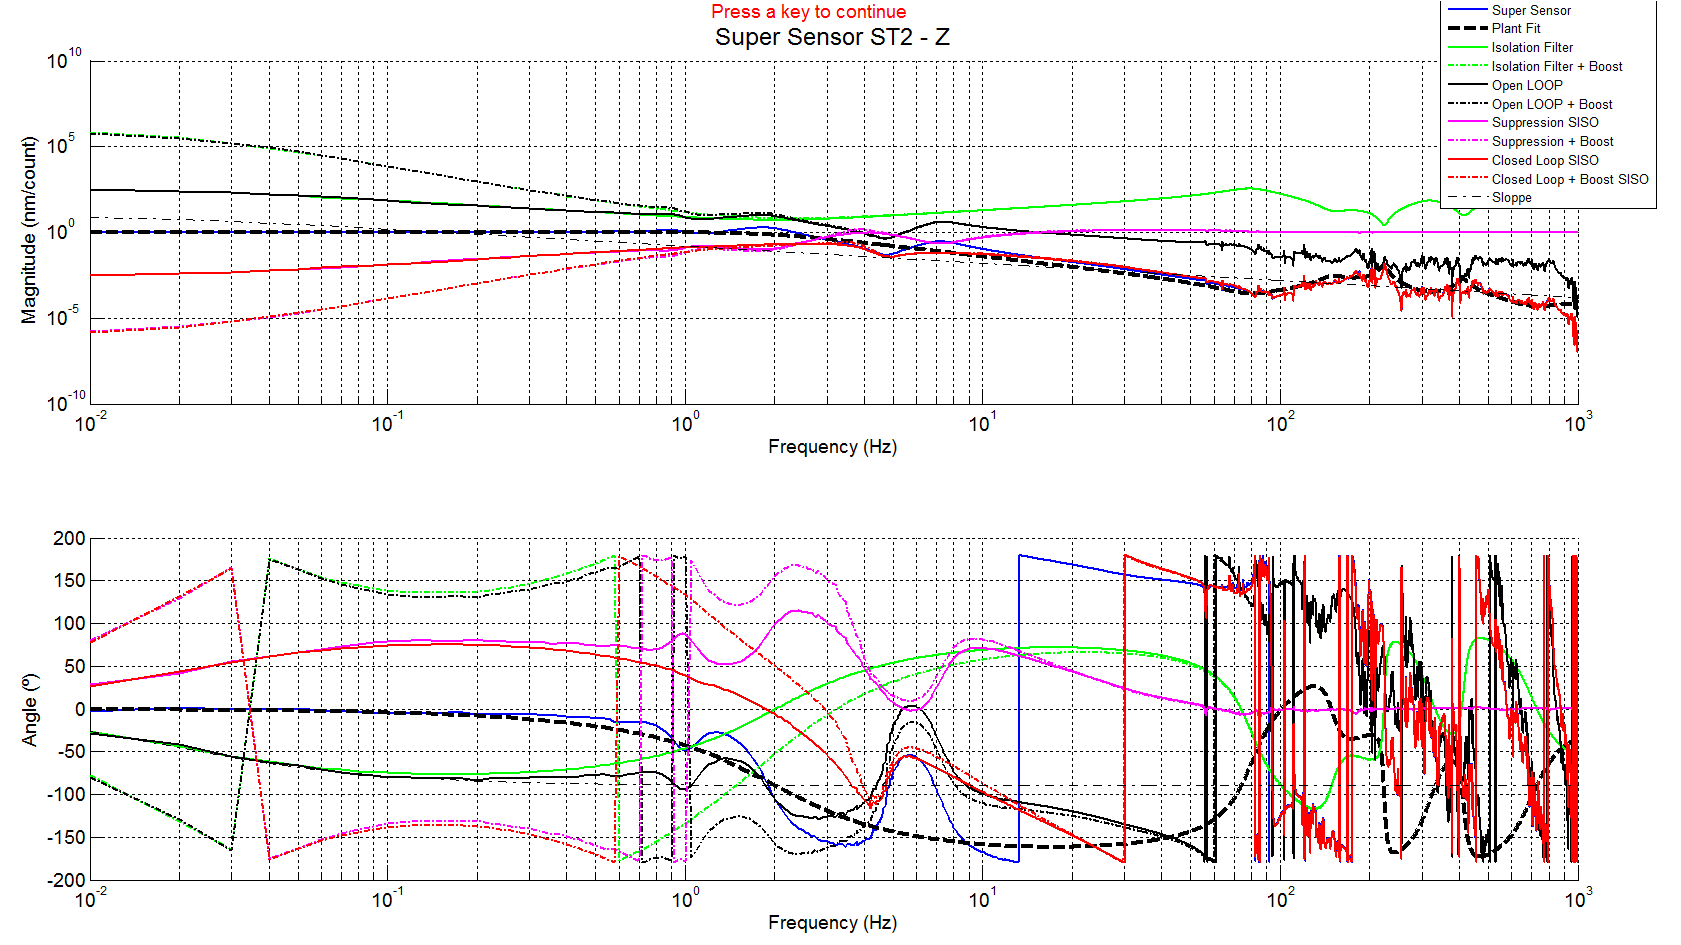 Press a key to continue
Super Sensor ST2 - Z
Super Sensor
Plant Fit
Isolation Filter
Isolation Filter + Boost
Open LOOP
Open LOOP + Boost
Suppression SISO
Suppression + Boost
Closed Loop SISO
Closed Loop + Boost SISO
Sloppe
Magnitude (nm/count)
10^10
10^5
10^0
10^-5
10^-10
10^-2
10^-1
10^0
10^1
10^2
10^3
Frequency (Hz)
Angle (º)
200
150
100
50
0
-50
-100
-150
-200
10^-2
10^-1
10^0
10^1
10^2
10^3
Frequency (Hz)